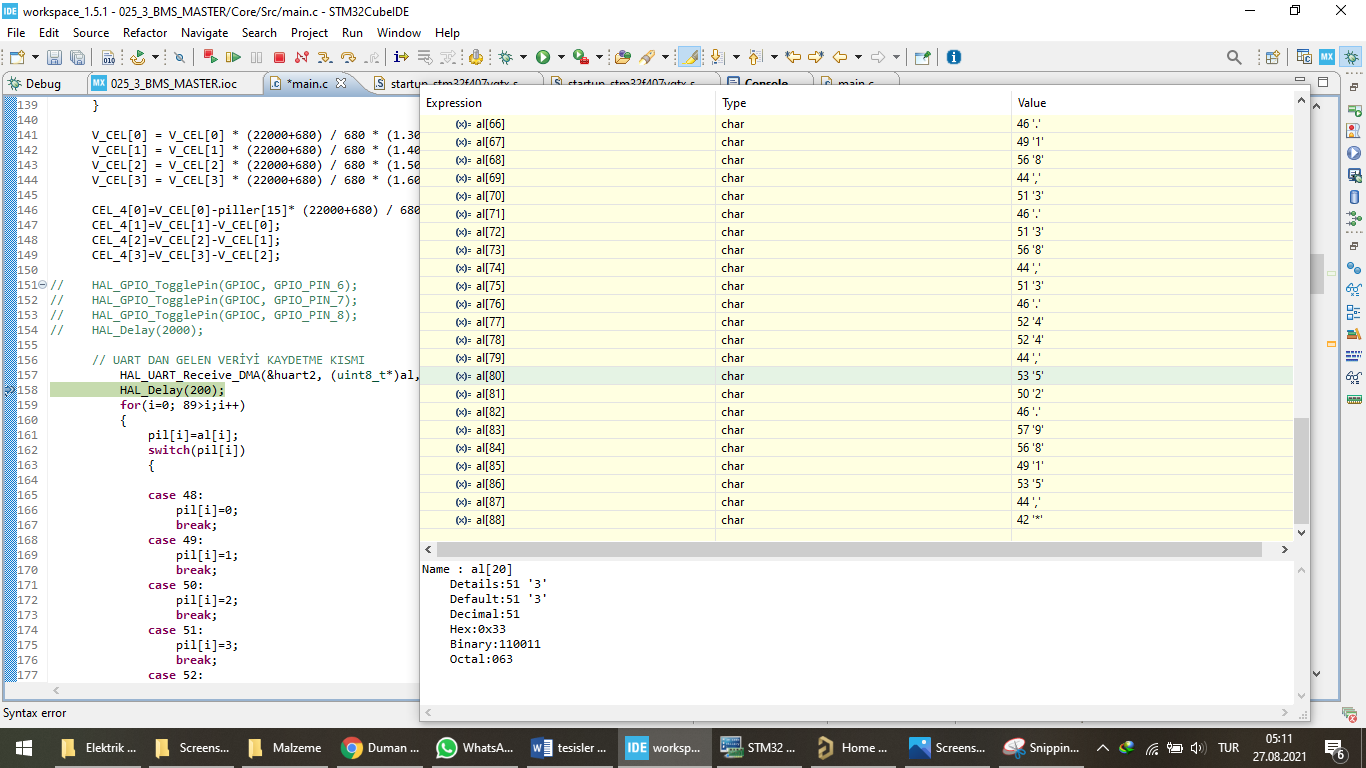 workspace_1.5.1 - 025_3_BMS_MASTER/Core/Src/main.c - STM32CubeIDE
File Edit Source Refactor Navigate Search Project Run Window Help
Debug 025_3_BMS_MASTER.ioc *main.c startup_stm32f407vgtx.s startup_stm32f407vgtx.s Console main.c
139 }
140
141 V_CEL[0] = V_CEL[0] * (22000+680) / 680 * (1.30
142 V_CEL[1] = V_CEL[1] * (22000+680) / 680 * (1.40
143 V_CEL[2] = V_CEL[2] * (22000+680) / 680 * (1.50
144 V_CEL[3] = V_CEL[3] * (22000+680) / 680 * (1.60
145
146 CEL_4[0]=V_CEL[0]-piller[15]* (22000+680) / 680
147 CEL_4[1]=V_CEL[1]-V_CEL[0];
148 CEL_4[2]=V_CEL[2]-V_CEL[1];
149 CEL_4[3]=V_CEL[3]-V_CEL[2];
150
151 // HAL_GPIO_TogglePin(GPIOC, GPIO_PIN_6);
152 // HAL_GPIO_TogglePin(GPIOC, GPIO_PIN_7);
153 // HAL_GPIO_TogglePin(GPIOC, GPIO_PIN_8);
154 // HAL_Delay(2000);
155
156 // UART DAN GELEN VERİYİ KAYDETME KISMI
157 HAL_UART_Receive_DMA(&huart2, (uint8_t*)al,
158 HAL_Delay(200);
159 for(i=0; 89>i;i++)
160 {
161 pil[i]=al[i];
162 switch(pil[i])
163 {
164
165 case 48:
166 pil[i]=0;
167 break;
168 case 49:
169 pil[i]=1;
170 break;
171 case 50:
172 pil[i]=2;
173 break;
174 case 51:
175 pil[i]=3;
176 break;
177 case 52:
Expression Type Value
(x)= al[66] char 46 '.'
(x)= al[67] char 49 '1'
(x)= al[68] char 56 '8'
(x)= al[69] char 44 ','
(x)= al[70] char 51 '3'
(x)= al[71] char 46 '.'
(x)= al[72] char 51 '3'
(x)= al[73] char 56 '8'
(x)= al[74] char 44 ','
(x)= al[75] char 51 '3'
(x)= al[76] char 46 '.'
(x)= al[77] char 52 '4'
(x)= al[78] char 52 '4'
(x)= al[79] char 44 ','
(x)= al[80] char 53 '5'
(x)= al[81] char 50 '2'
(x)= al[82] char 46 '.'
(x)= al[83] char 57 '9'
(x)= al[84] char 56 '8'
(x)= al[85] char 49 '1'
(x)= al[86] char 53 '5'
(x)= al[87] char 44 ','
(x)= al[88] char 42 '*'
Name : al[20]
Details:51 '3'
Default:51 '3'
Decimal:51
Hex:0x33
Binary:110011
Octal:063
Syntax error
Elektrik ... Screens... Malzeme Duman ... WhatsA... tezisler ... worksp... STM32 ... Home ... Screens... Snippin... TUR 05:11
27.08.2021
6